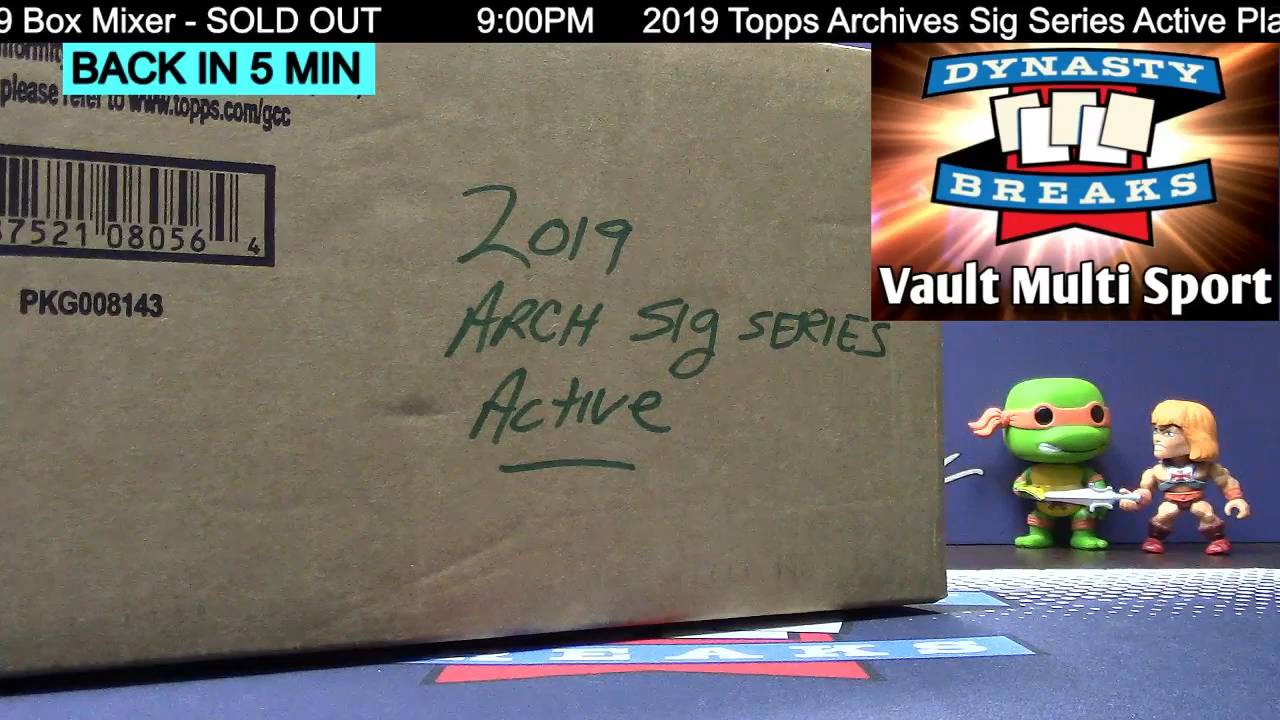 9 Box Mixer - SOLD OUT 9:00PM 2019 Topps Archives Sig Series Active Pla
BACK IN 5 MIN
please refer to www.topps.com/gcc
DYNASTY
BREAKS
Vault Multi Sport
37521 08056 4
PKG008143
2019
ARCH Sig SERIES
Active
REAKS